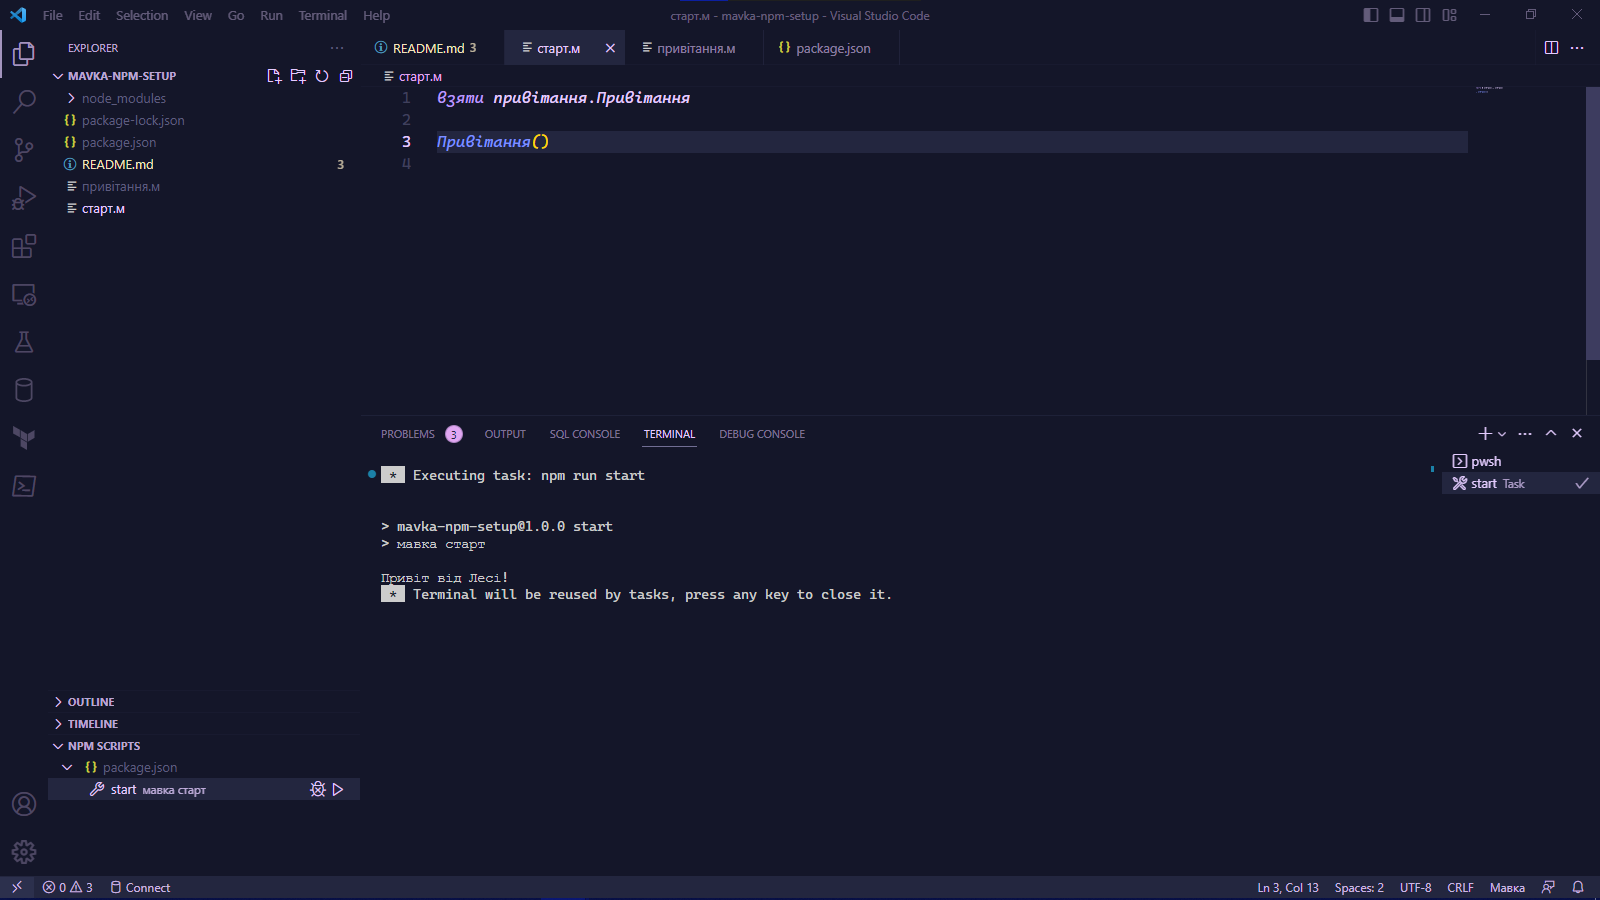 File Edit Selection View Go Run Terminal Help
старт.м - mavka-npm-setup - Visual Studio Code
EXPLORER
MAVKA-NPM-SETUP
node_modules
package-lock.json
package.json
README.md 3
привітання.м
старт.м
README.md 3 старт.м привітання.м package.json
старт.м
1 взяти привітання.Привітання
2
3 Привітання()
4
PROBLEMS 3 OUTPUT SQL CONSOLE TERMINAL DEBUG CONSOLE
* Executing task: npm run start
> mavka-npm-setup@1.0.0 start
> мавка старт
Привіт від Лесі!
* Terminal will be reused by tasks, press any key to close it.
pwsh
start Task
OUTLINE
TIMELINE
NPM SCRIPTS
package.json
start мавка старт
0 3 Connect
Ln 3, Col 13 Spaces: 2 UTF-8 CRLF Мавка